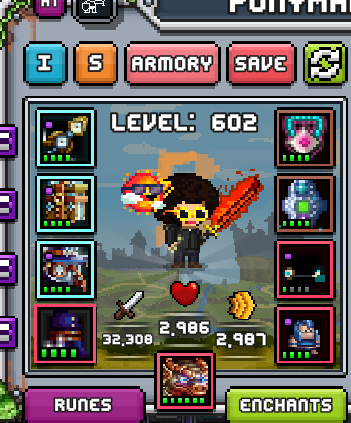 I
S
ARMORY
SAVE
LEVEL: 602
32,308
2,986
2,987
RUNES
ENCHANTS